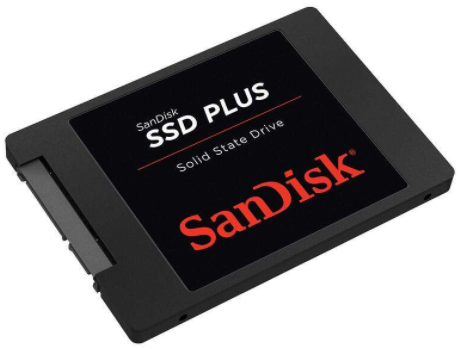 SanDisk
SSD PLUS
Solid State Drive
SanDisk®